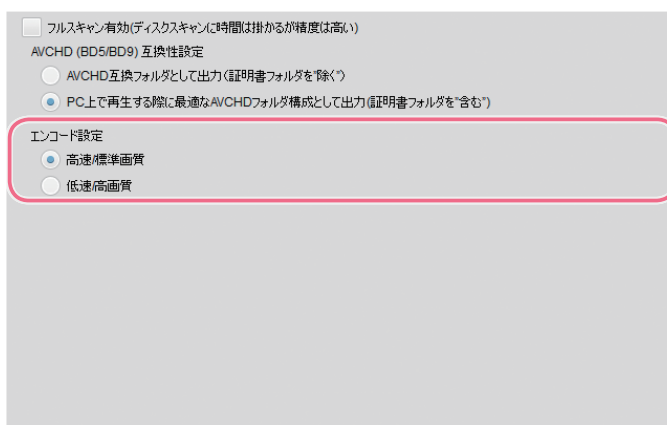 フルスキャン有効(ディスクスキャンに時間は掛かるが精度は高い)
AVCHD (BD5/BD9) 互換性設定
AVCHD互換フォルダとして出力(証明書フォルダを"除く")
PC上で再生する際に最適なAVCHDフォルダ構成として出力(証明書フォルダを"含む")
エンコード設定
高速/標準画質
低速/高画質